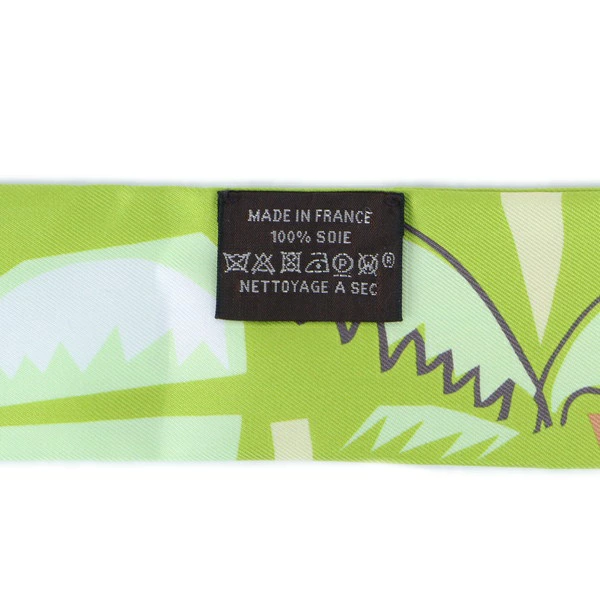 MADE IN FRANCE
100% SOIE
P W ®
NETTOYAGE A SEC